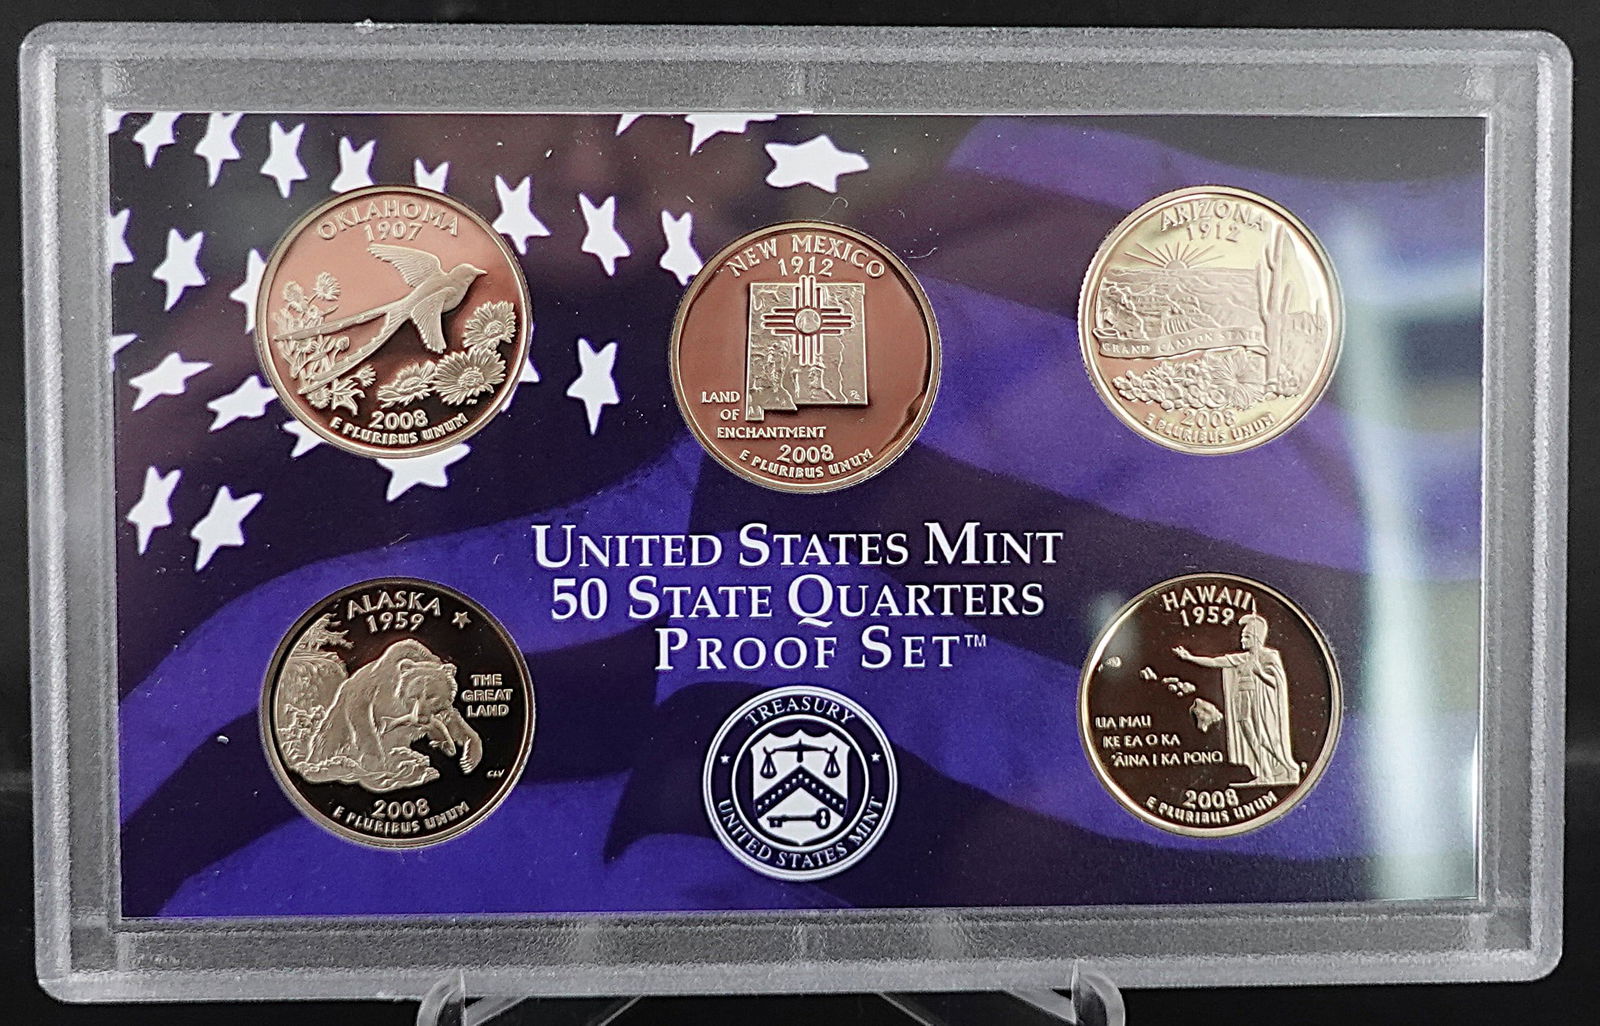 OKLAHOMA
1907
2008
E PLURIBUS UNUM
NEW MEXICO
1912
LAND
OF
ENCHANTMENT
2008
E PLURIBUS UNUM
ARIZONA
1912
GRAND CANYON STATE
2008
E PLURIBUS UNUM
UNITED STATES MINT
50 STATE QUARTERS
PROOF SET™
ALASKA
1959
THE
GREAT
LAND
CLV
2008
E PLURIBUS UNUM
TREASURY
UNITED STATES MINT
HAWAII
1959
UA MAU
KE EA O KA
ʻĀINA I KA PONO
2008
E PLURIBUS UNUM